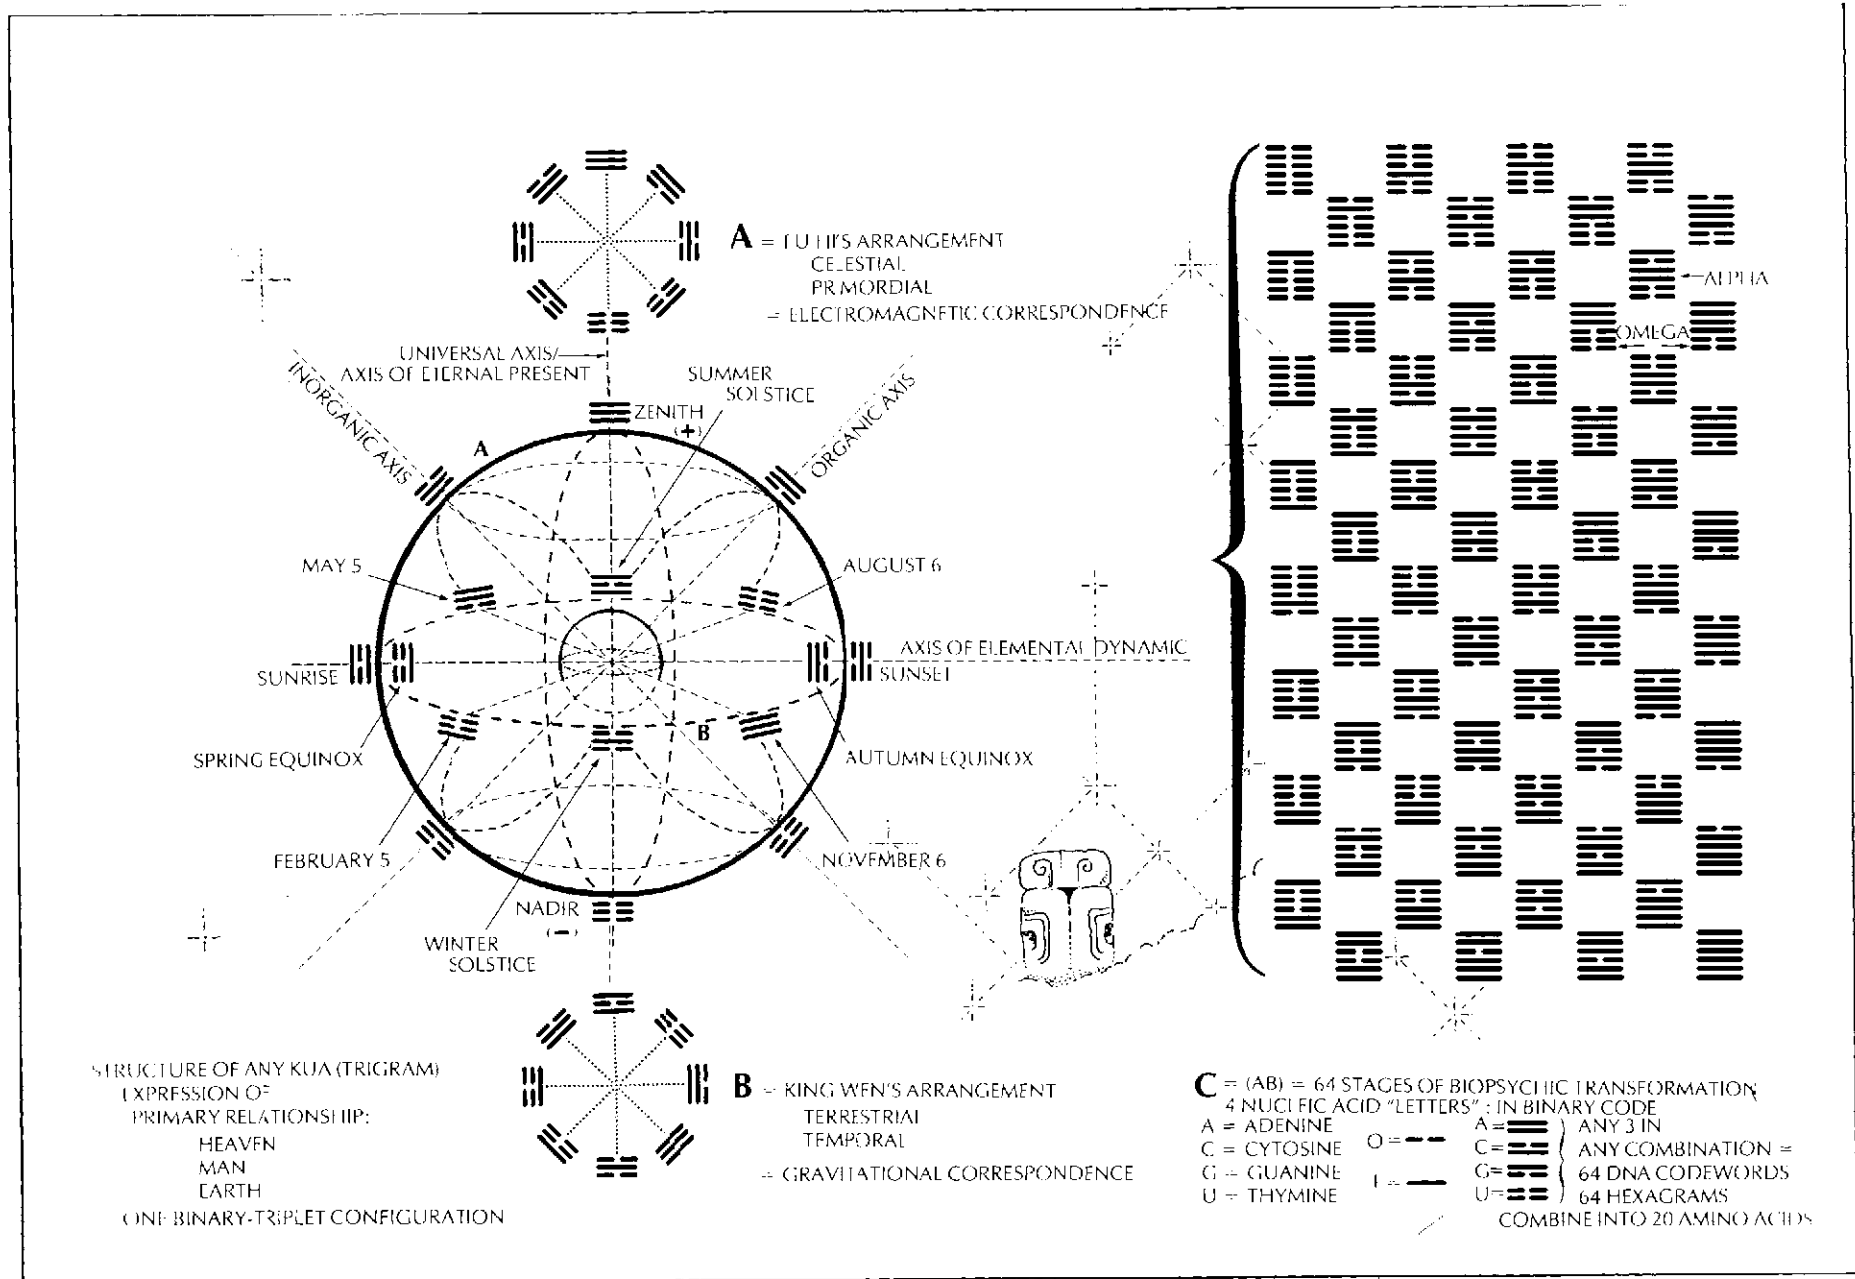 A = FU HI'S ARRANGEMENT
CELESTIAL
PRIMORDIAL
= ELECTROMAGNETIC CORRESPONDENCE
UNIVERSAL AXIS/
AXIS OF ETERNAL PRESENT
SUMMER
SOLSTICE
INORGANIC AXIS
ZENITH
(+)
ORGANIC AXIS
A
MAY 5
AUGUST 6
AXIS OF ELEMENTAL DYNAMIC
SUNRISE
SUNSET
B
SPRING EQUINOX
AUTUMN EQUINOX
FEBRUARY 5
NOVEMBER 6
NADIR
(−)
WINTER
SOLSTICE
ALPHA
OMEGA
STRUCTURE OF ANY KUA (TRIGRAM)
EXPRESSION OF
PRIMARY RELATIONSHIP:
HEAVEN
MAN
EARTH
ONE BINARY-TRIPLET CONFIGURATION
B = KING WEN'S ARRANGEMENT
TERRESTRIAL
TEMPORAL
= GRAVITATIONAL CORRESPONDENCE
C = (AB) = 64 STAGES OF BIOPSYCHIC TRANSFORMATION
4 NUCLEIC ACID "LETTERS" : IN BINARY CODE
A = ADENINE
C = CYTOSINE
G = GUANINE
U = THYMINE
O =
I =
A =
C =
G =
U =
ANY 3 IN
ANY COMBINATION =
64 DNA CODEWORDS
64 HEXAGRAMS
COMBINE INTO 20 AMINO ACIDS